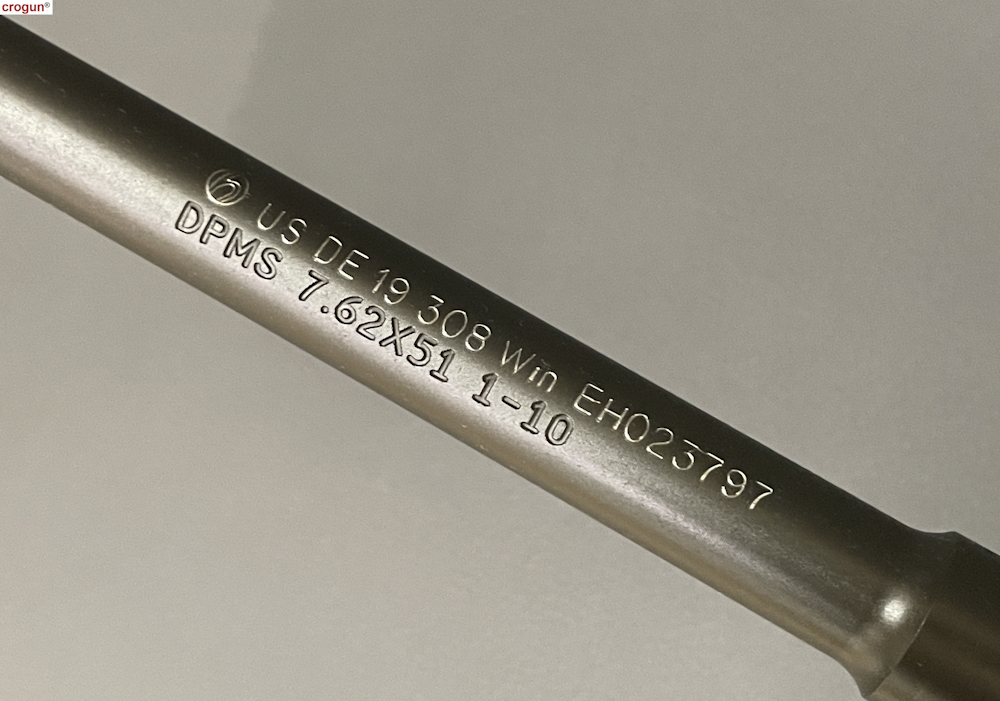 crogun®
US DE 19 308 Win EH023797
DPMS 7.62X51 1-10